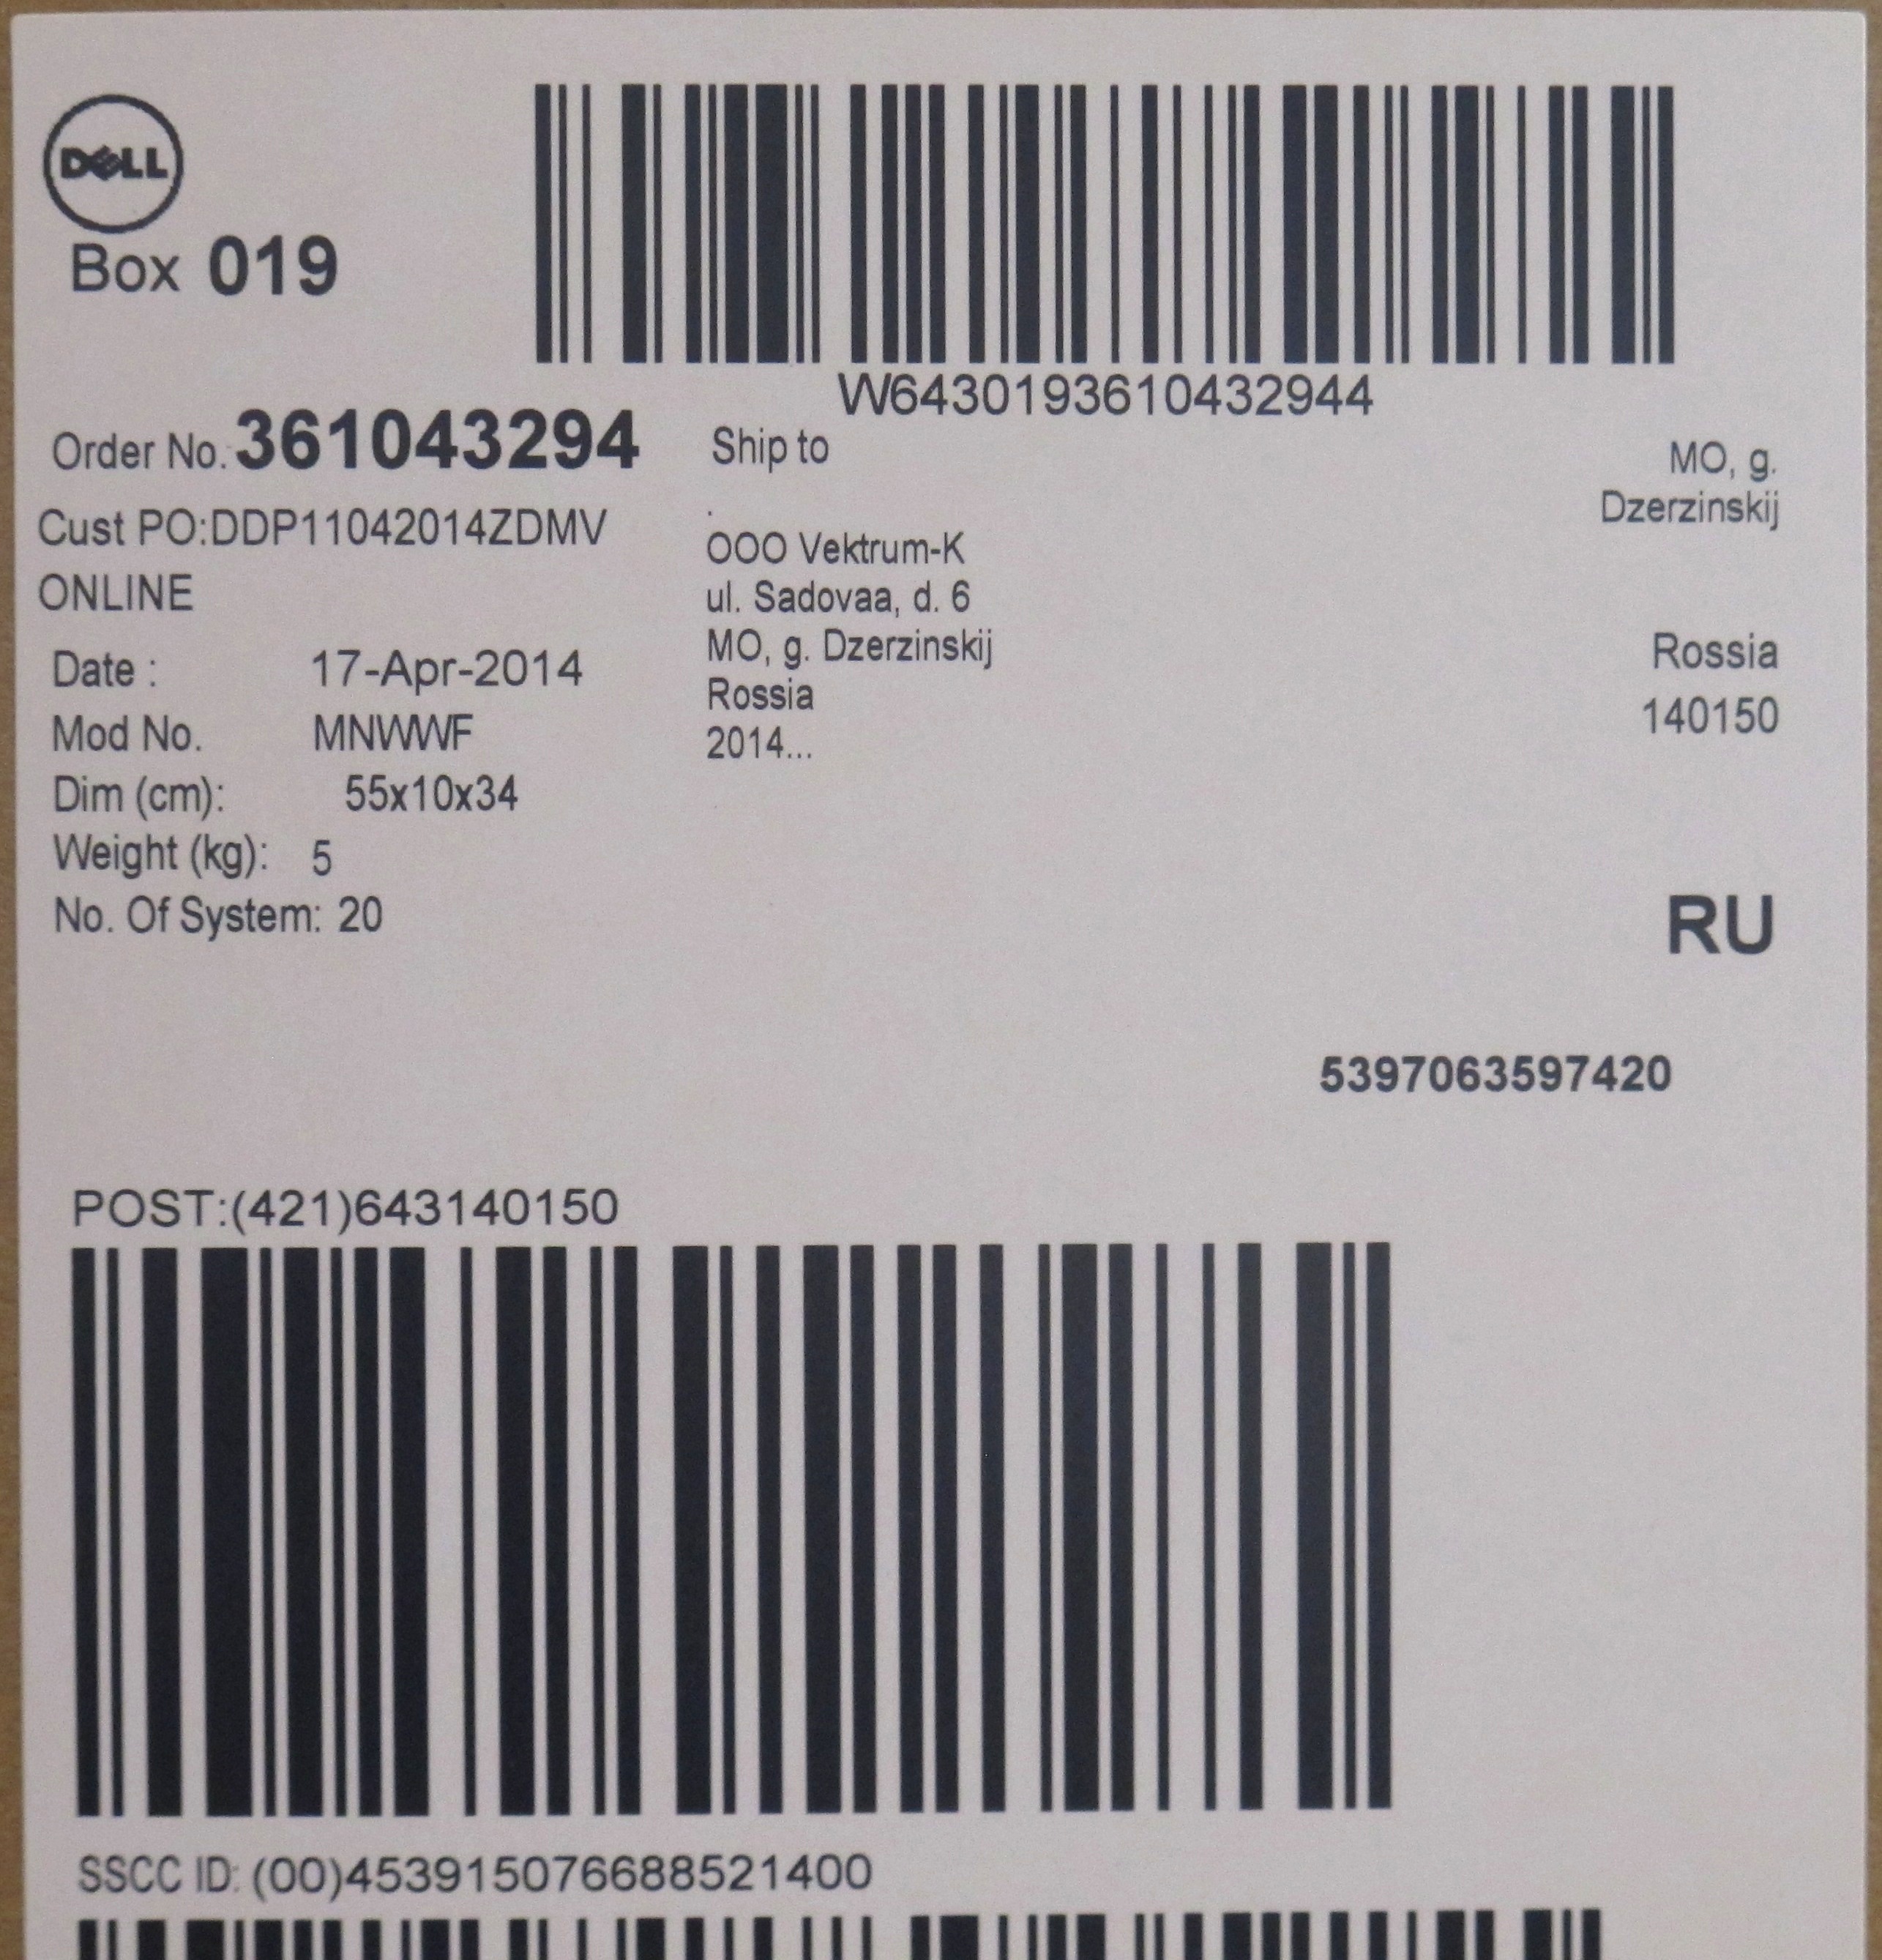 DELL
Box 019
W6430193610432944
Order No. 361043294
Cust PO:DDP11042014ZDMV
ONLINE
Date : 17-Apr-2014
Mod No. MNWWF
Dim (cm): 55x10x34
Weight (kg): 5
No. Of System: 20
Ship to
.
OOO Vektrum-K
ul. Sadovaa, d. 6
MO, g. Dzerzinskij
Rossia
2014...
MO, g.
Dzerzinskij
Rossia
140150
RU
5397063597420
POST:(421)643140150
SSCC ID: (00)453915076688521400